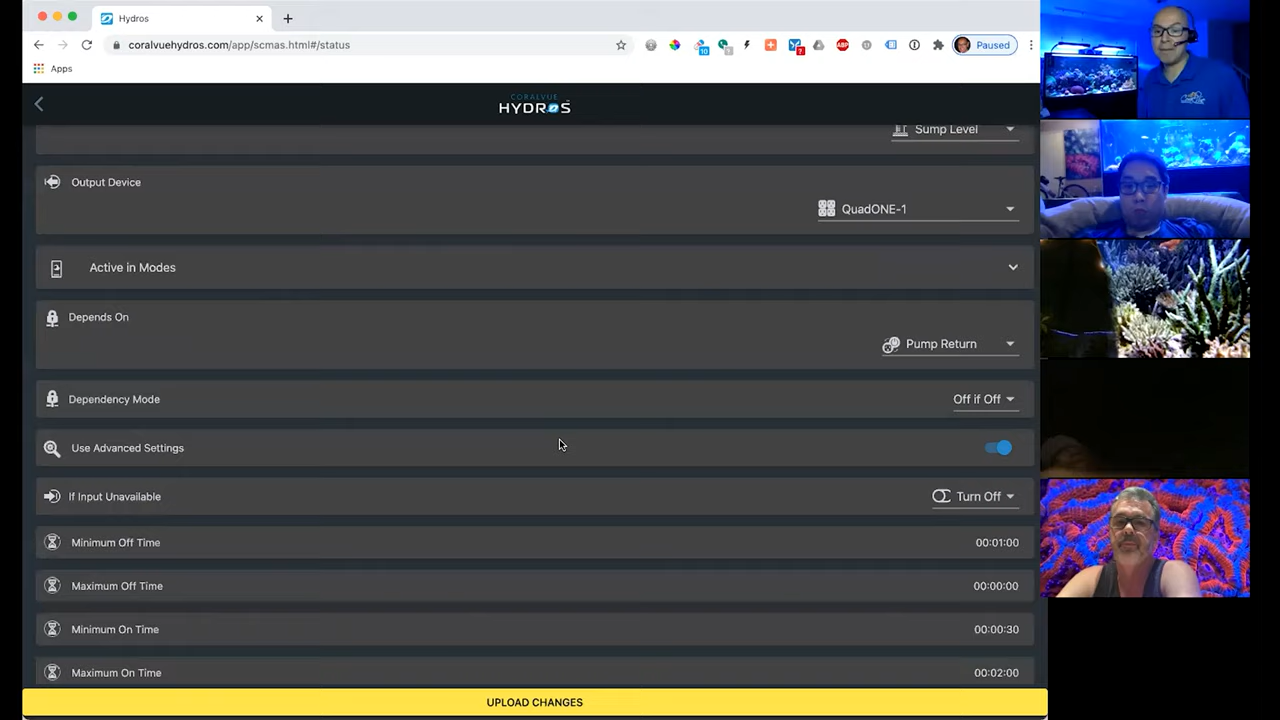 Hydros
coralvuehydros.com/app/scmas.html#/status
10
7
ABP
Paused
Apps
CORALVUE
HYDROS
Sump Level
Output Device
QuadONE-1
Active in Modes
Depends On
Pump Return
Dependency Mode
Off if Off
Use Advanced Settings
If Input Unavailable
Turn Off
Minimum Off Time
00:01:00
Maximum Off Time
00:00:00
Minimum On Time
00:00:30
Maximum On Time
00:02:00
UPLOAD CHANGES